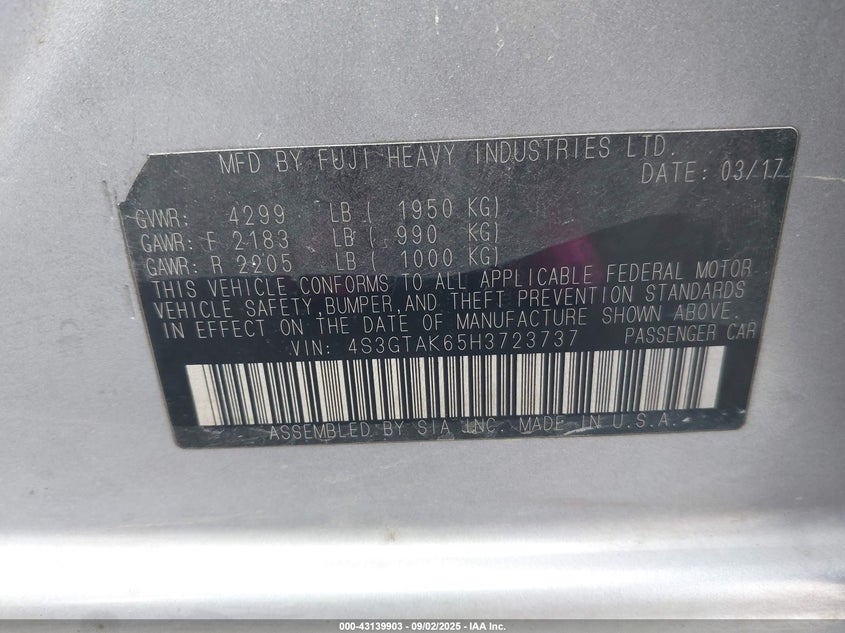 MFD BY FUJI HEAVY INDUSTRIES LTD.
DATE: 03/17
GVWR: 4299 LB ( 1950 KG)
GAWR: F 2183 LB ( 990 KG)
GAWR: R 2205 LB ( 1000 KG)
THIS VEHICLE CONFORMS TO ALL APPLICABLE FEDERAL MOTOR
VEHICLE SAFETY,BUMPER,AND THEFT PREVENTION STANDARDS
IN EFFECT ON THE DATE OF MANUFACTURE SHOWN ABOVE.
VIN: 4S3GTAK65H3723737 PASSENGER CAR
ASSEMBLED BY SIA INC. MADE IN U.S.A.
000-43139903 - 09/02/2025 - IAA Inc.